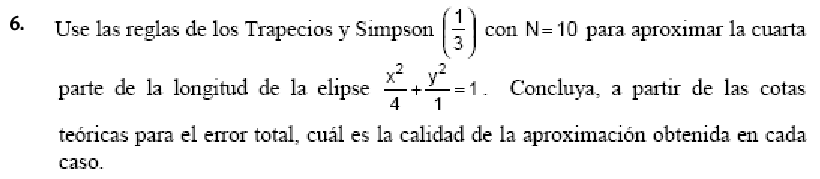 6. Use las reglas de los Trapecios y Simpson (1/3) con N=10 para aproximar la cuarta
parte de la longitud de la elipse x²/4 + y²/1 = 1. Concluya, a partir de las cotas
teóricas para el error total, cuál es la calidad de la aproximación obtenida en cada
caso.